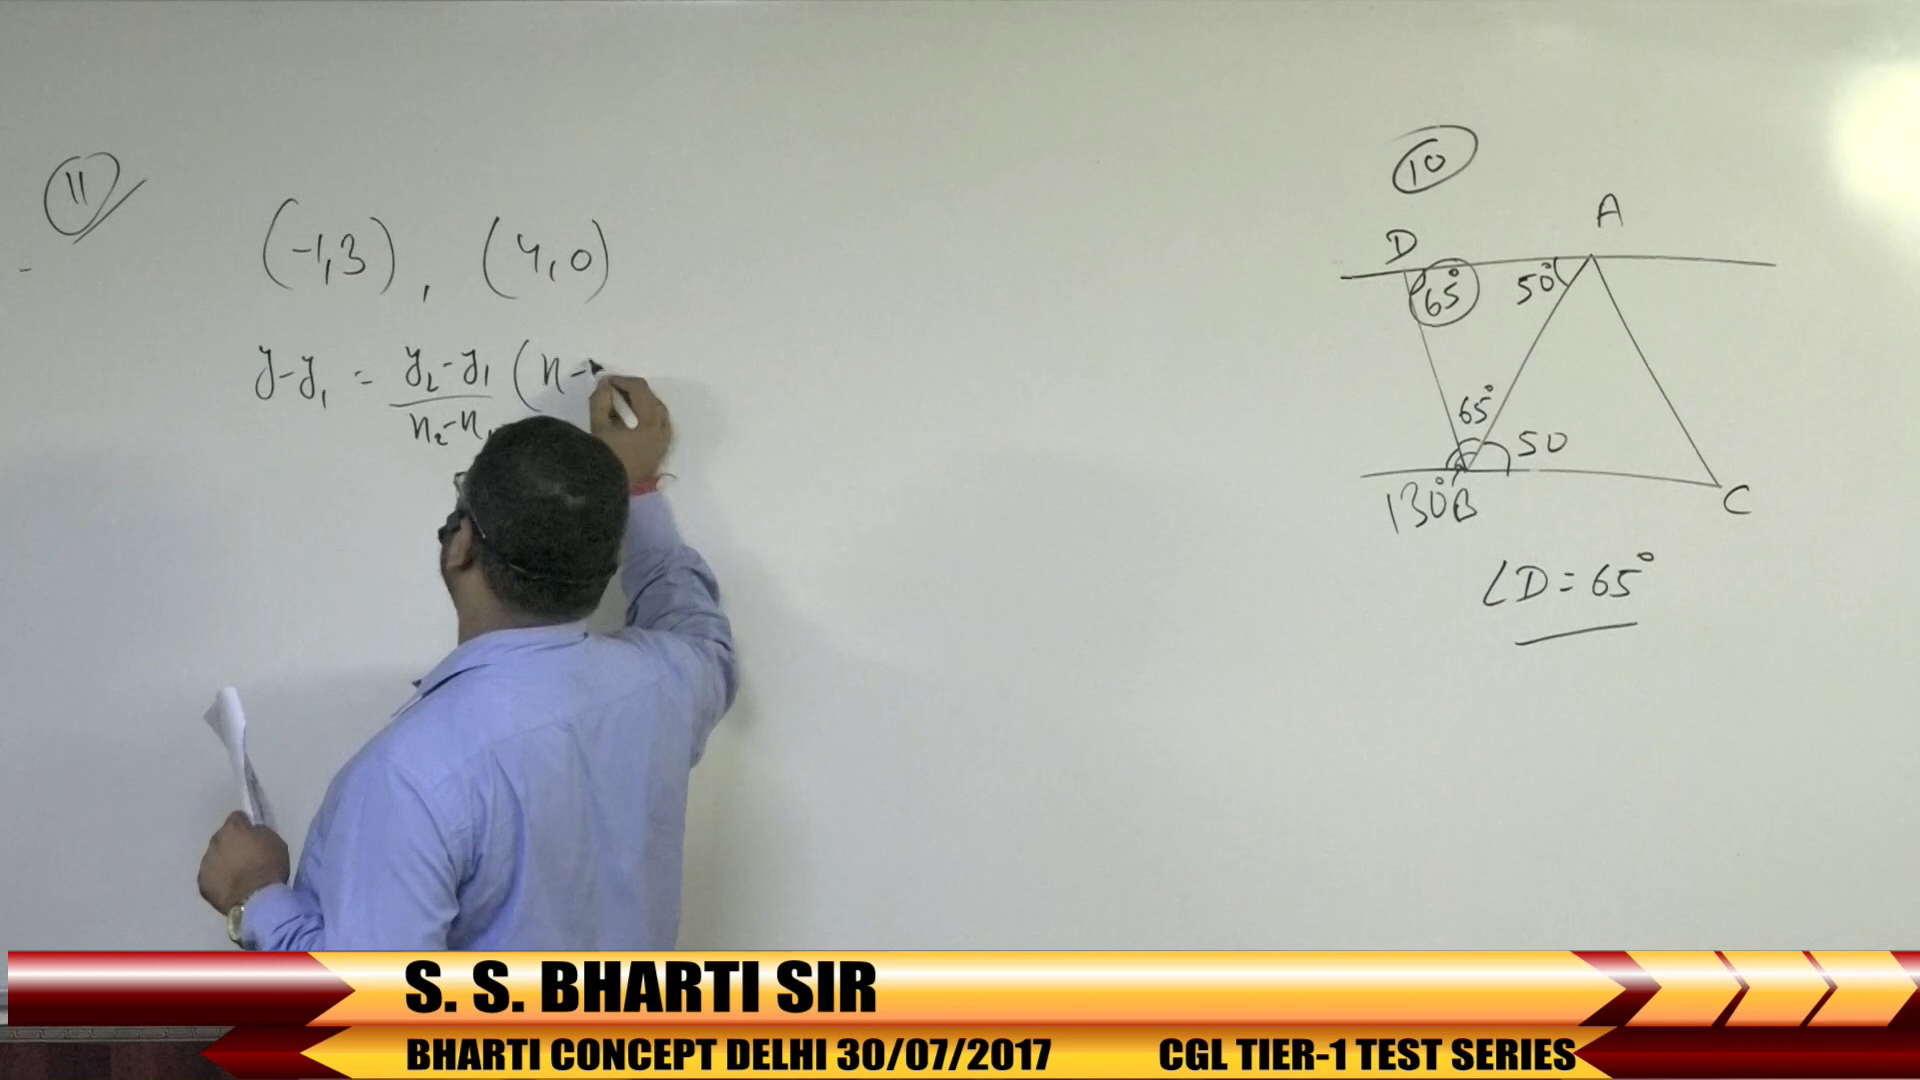 11
(-1,3) , (4,0)
y-y₁ = y₂-y₁ (x-
x₂-x₁
10
A
D
65° 50°
65°
50
130° B
C
∠D=65°
S. S. BHARTI SIR
BHARTI CONCEPT DELHI 30/07/2017 CGL TIER-1 TEST SERIES